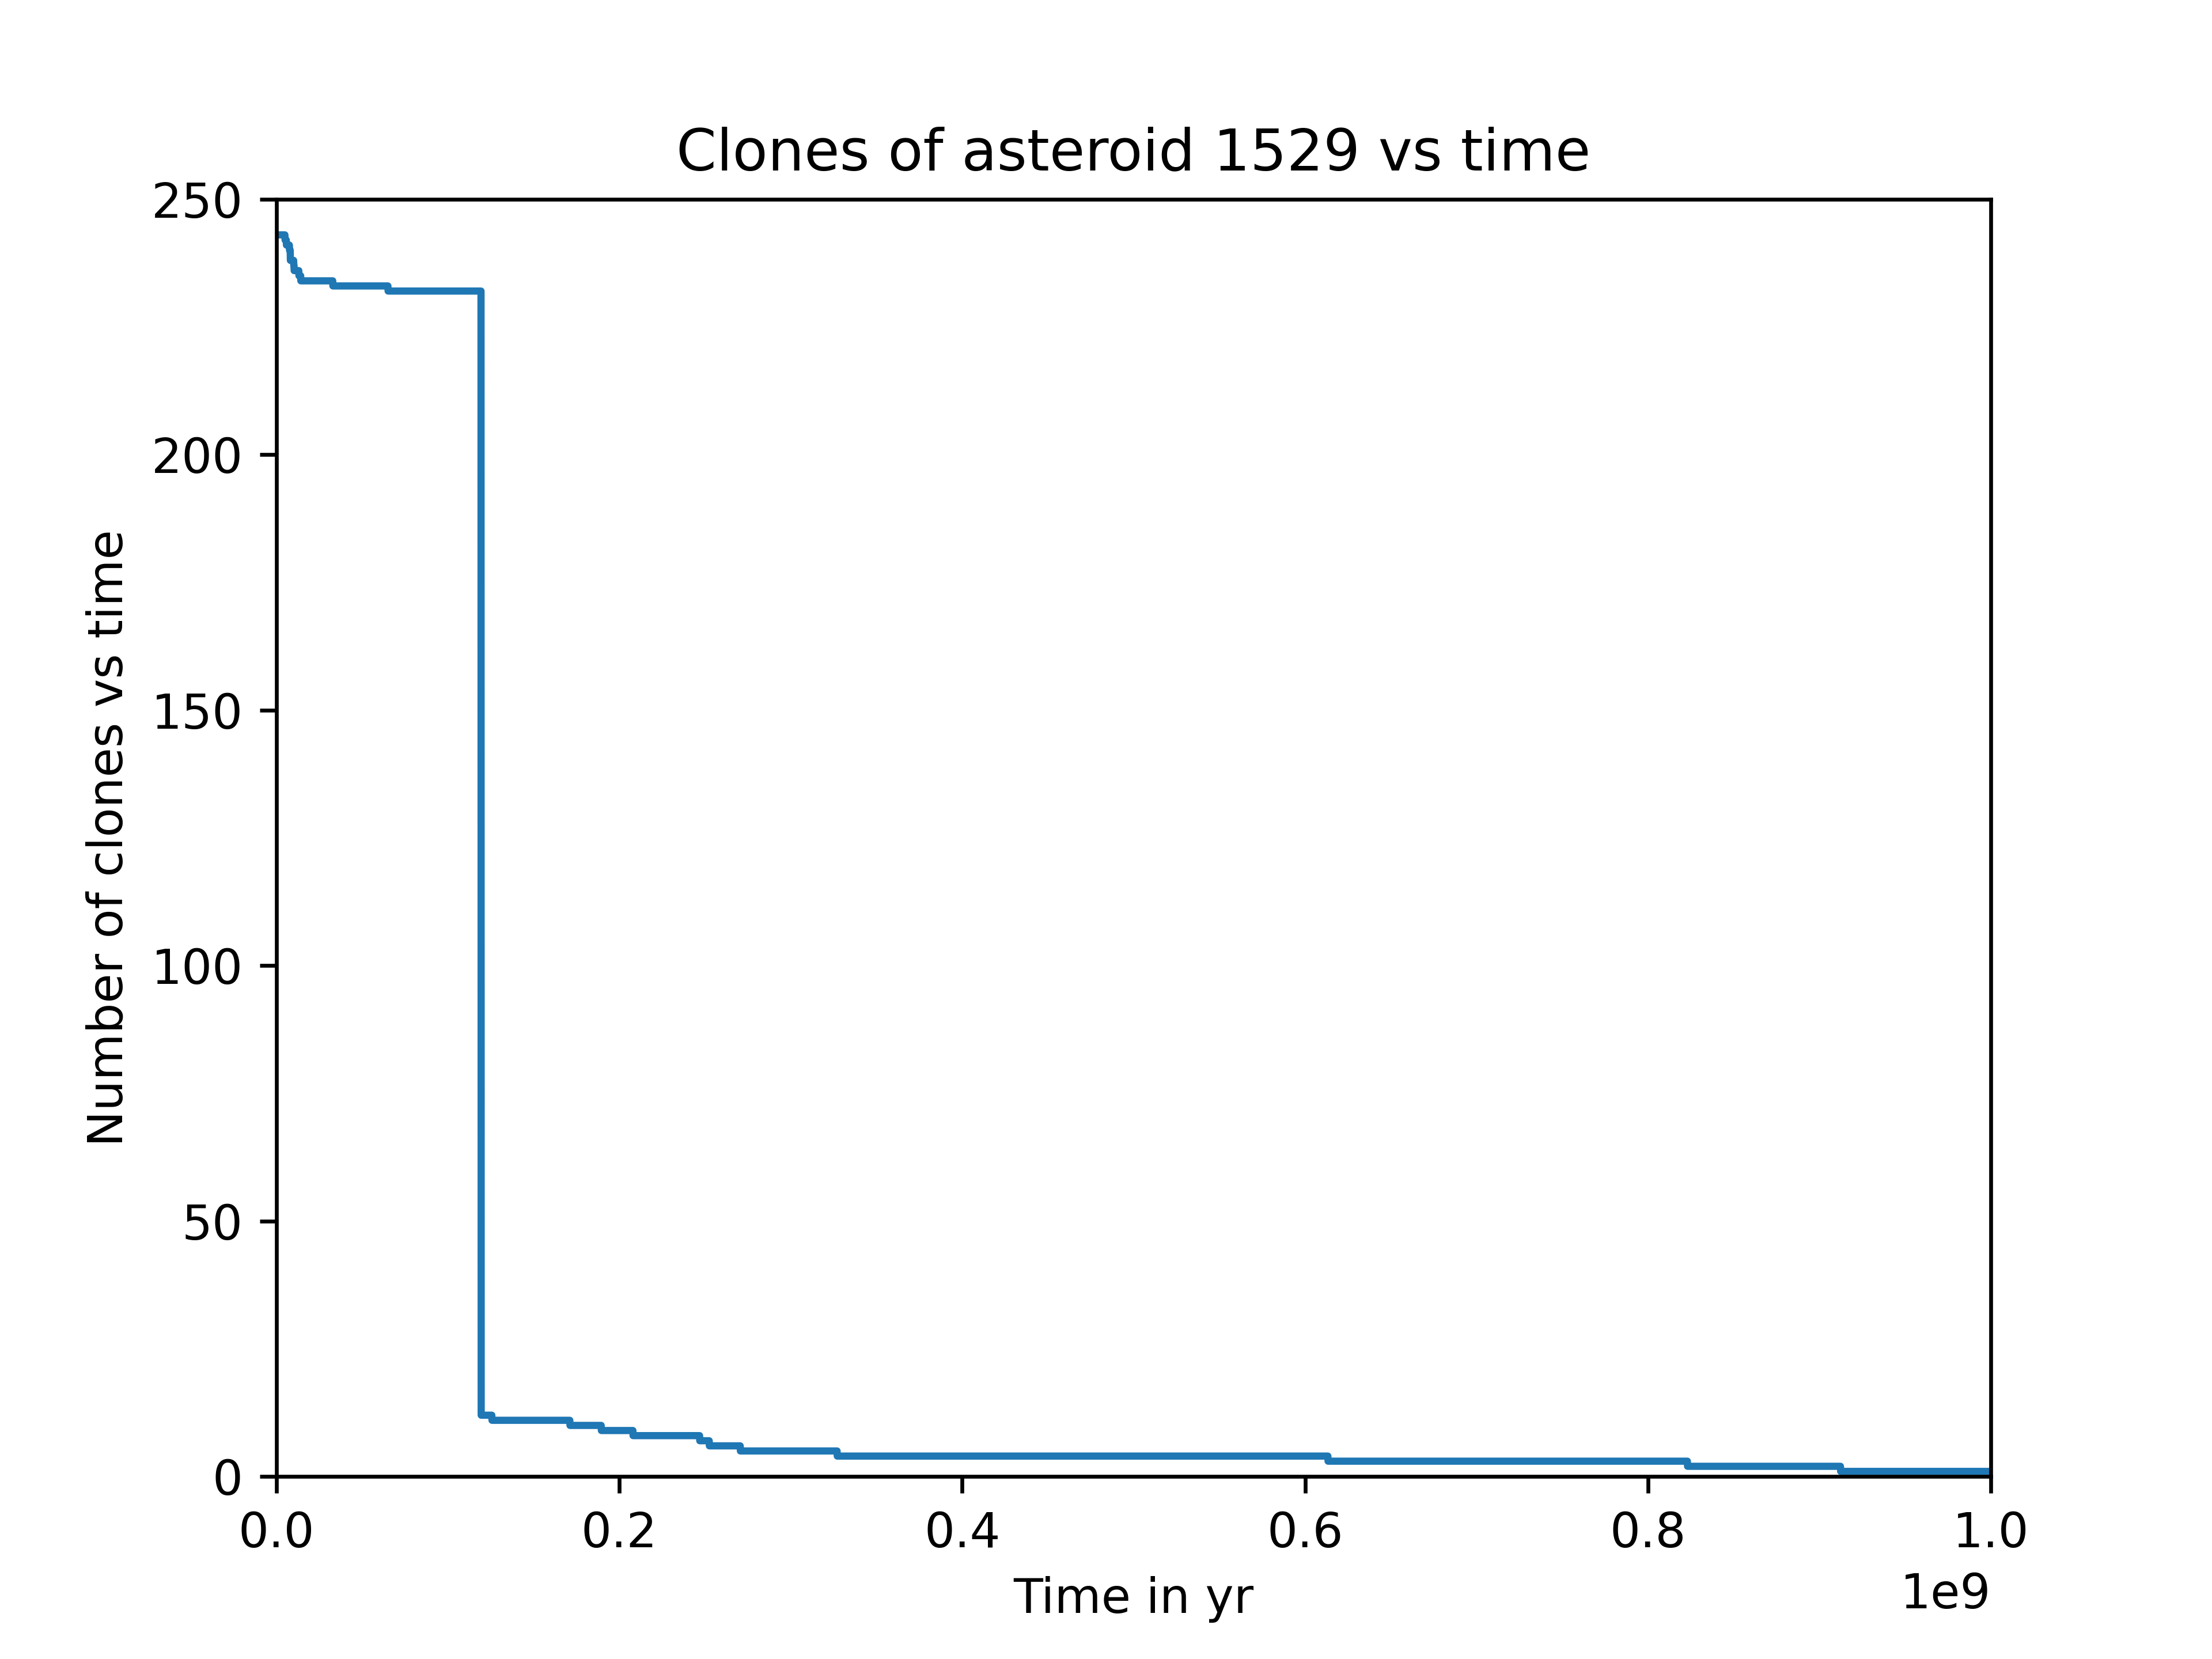 Clones of asteroid 1529 vs time
250
200
150
100
50
0
Number of clones vs time
0.0 0.2 0.4 0.6 0.8 1.0
1e9
Time in yr